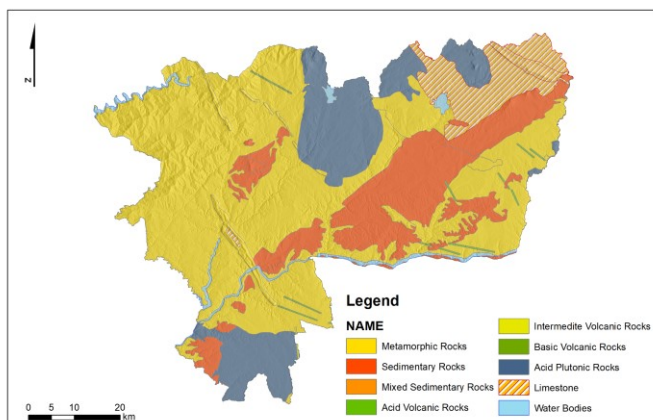 N
Legend
NAME
Metamorphic Rocks
Sedimentary Rocks
Mixed Sedimentary Rocks
Acid Volcanic Rocks
Intermedite Volcanic Rocks
Basic Volcanic Rocks
Acid Plutonic Rocks
Limestone
Water Bodies
0 5 10 20
km